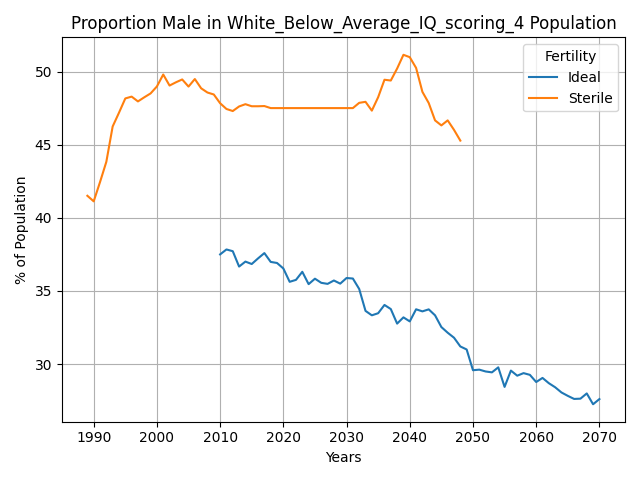 Proportion Male in White_Below_Average_IQ_scoring_4 Population
Fertility
Ideal
Sterile
% of Population
50
45
40
35
30
1990
2000
2010
2020
2030
2040
2050
2060
2070
Years